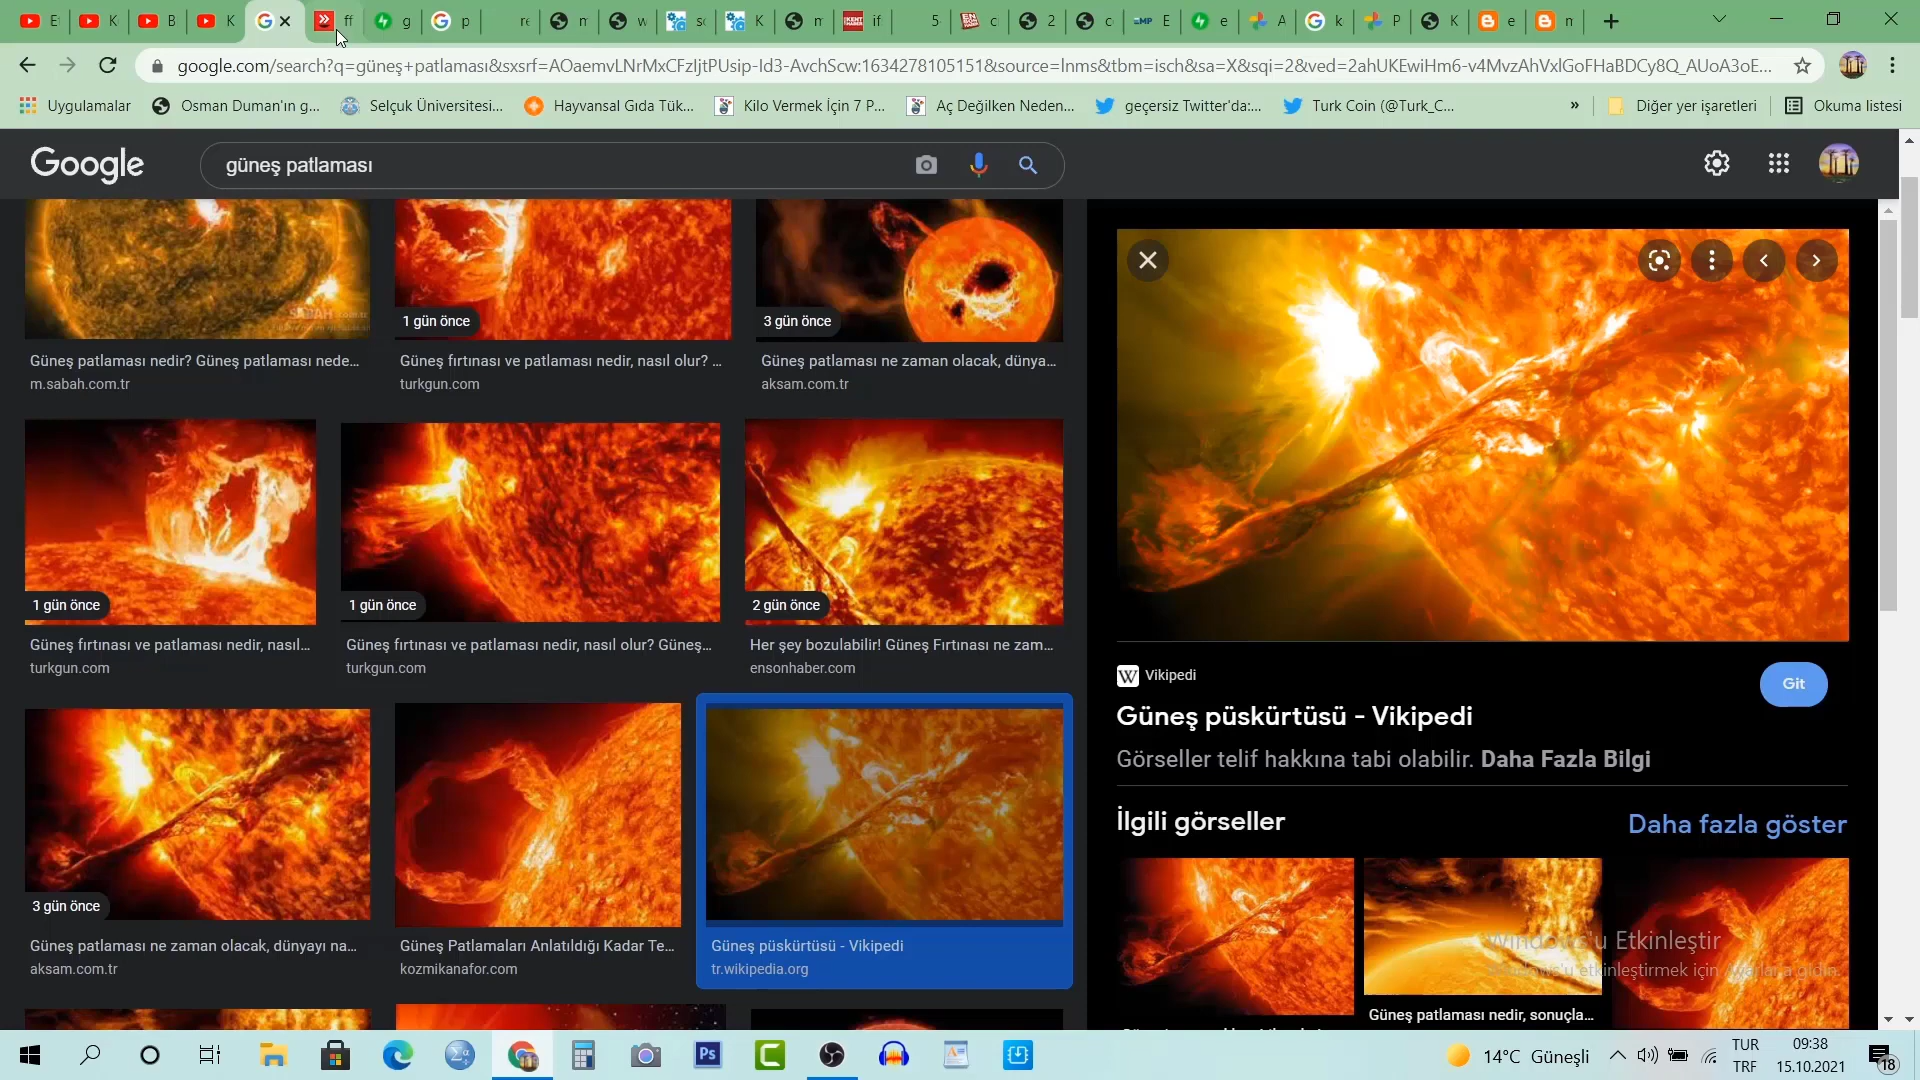 google.com/search?q=güneş+patlaması&sxsrf=AOaemvLNrMxCFzIjtPUsip-Id3-AvchScw:1634278105151&source=lnms&tbm=isch&sa=X&sqi=2&ved=2ahUKEwiHm6-v4MvzAhVxlGoFHaBDCy8Q_AUoA3oE...
Uygulamalar Osman Duman'ın g... Selçuk Üniversitesi... Hayvansal Gıda Tük... Kilo Vermek İçin 7 P... Aç Değilken Neden... geçersiz Twitter'da:... Turk Coin (@Turk_C... » Diğer yer işaretleri Okuma listesi
Google güneş patlaması
1 gün önce
3 gün önce
Güneş patlaması nedir? Güneş patlaması nede...
m.sabah.com.tr
Güneş fırtınası ve patlaması nedir, nasıl olur? ...
turkgun.com
Güneş patlaması ne zaman olacak, dünya...
aksam.com.tr
1 gün önce
1 gün önce
2 gün önce
Güneş fırtınası ve patlaması nedir, nasıl...
turkgun.com
Güneş fırtınası ve patlaması nedir, nasıl olur? Güneş...
turkgun.com
Her şey bozulabilir! Güneş Fırtınası ne zam...
ensonhaber.com
3 gün önce
Güneş patlaması ne zaman olacak, dünyayı na...
aksam.com.tr
Güneş Patlamaları Anlatıldığı Kadar Te...
kozmikanafor.com
Güneş püskürtüsü - Vikipedi
tr.wikipedia.org
W Vikipedi
Git
Güneş püskürtüsü - Vikipedi
Görseller telif hakkına tabi olabilir. Daha Fazla Bilgi
İlgili görseller
Daha fazla göster
Windows'u Etkinleştir
Windows'u etkinleştirmek için Ayarlar'a gidin.
Güneş patlaması nedir, sonuçla...
14°C Güneşli
TUR
TRF
09:38
15.10.2021
18